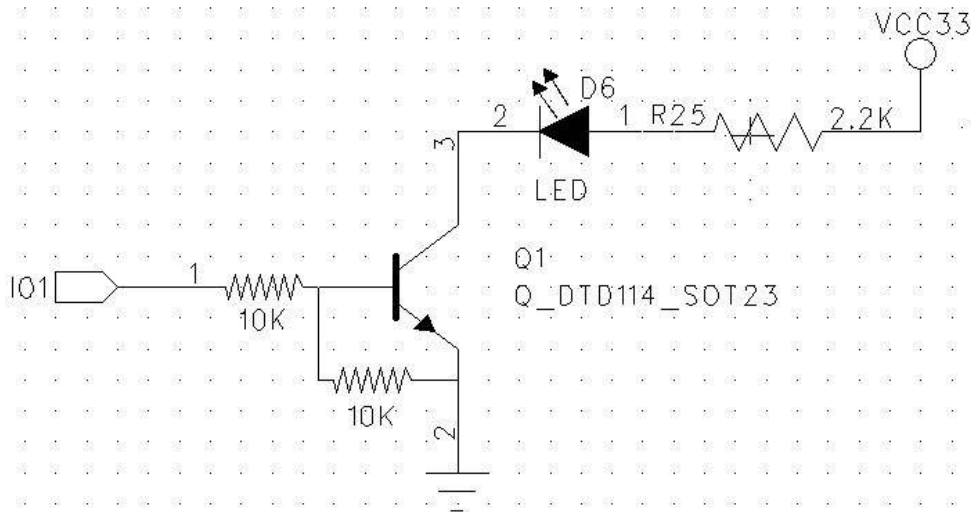 VCC33
D6
2 1 R25 2.2K
3
LED
Q1
IO1 1
Q_DTD114_SOT23
10K
10K
2